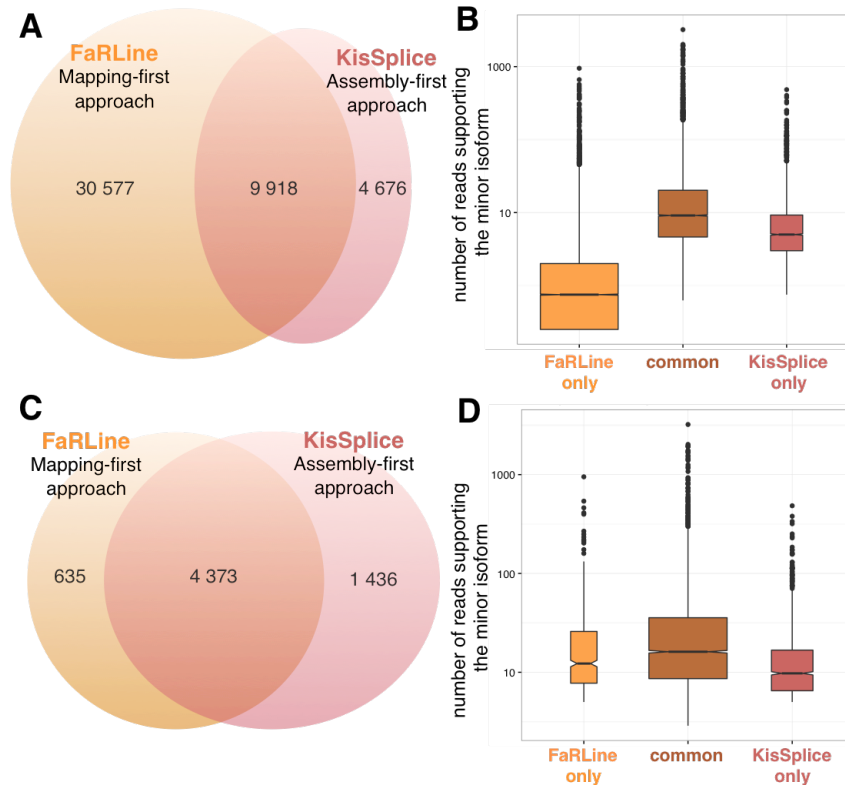 A
FaRLine
Mapping-first
approach
KisSplice
Assembly-first
approach
30 577
9 918
4 676
B
number of reads supporting
the minor isoform
1000
10
FaRLine
only
common
KisSplice
only
C
FaRLine
Mapping-first
approach
KisSplice
Assembly-first
approach
635
4 373
1 436
D
number of reads supporting
the minor isoform
1000
100
10
FaRLine
only
common
KisSplice
only